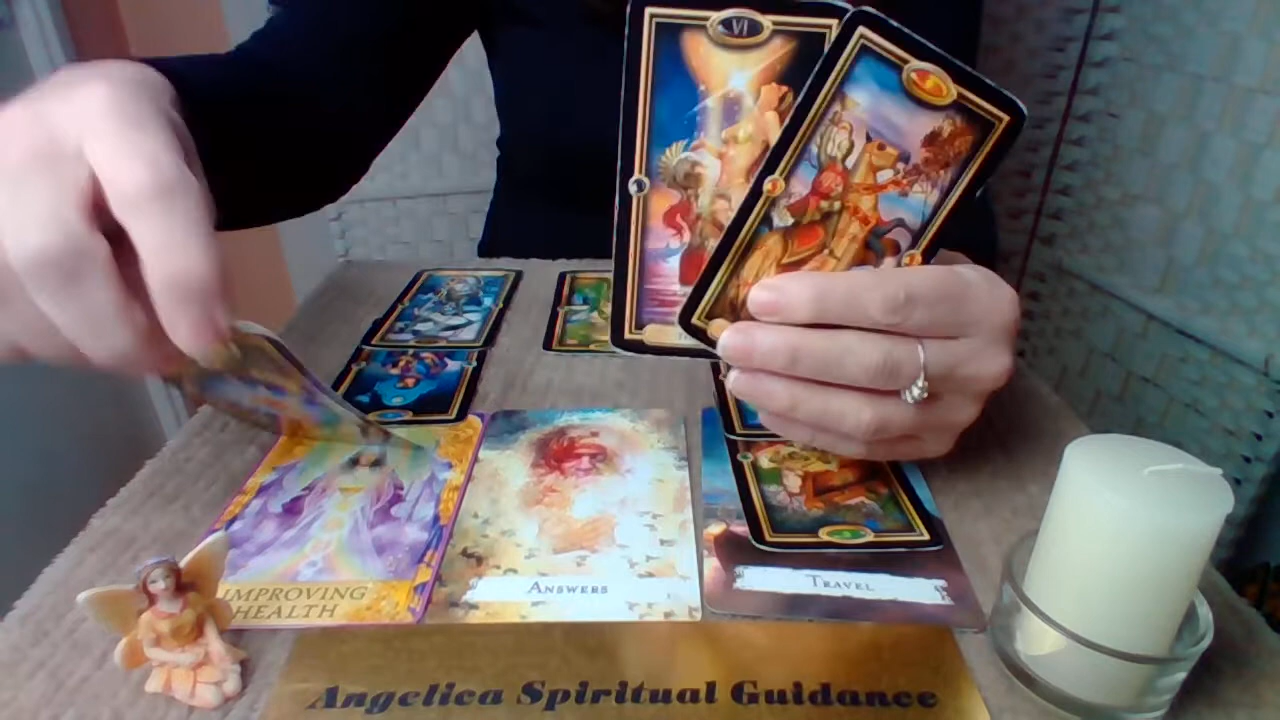 VI
IMPROVING
HEALTH
Answers
Travel
Angelica Spiritual Guidance